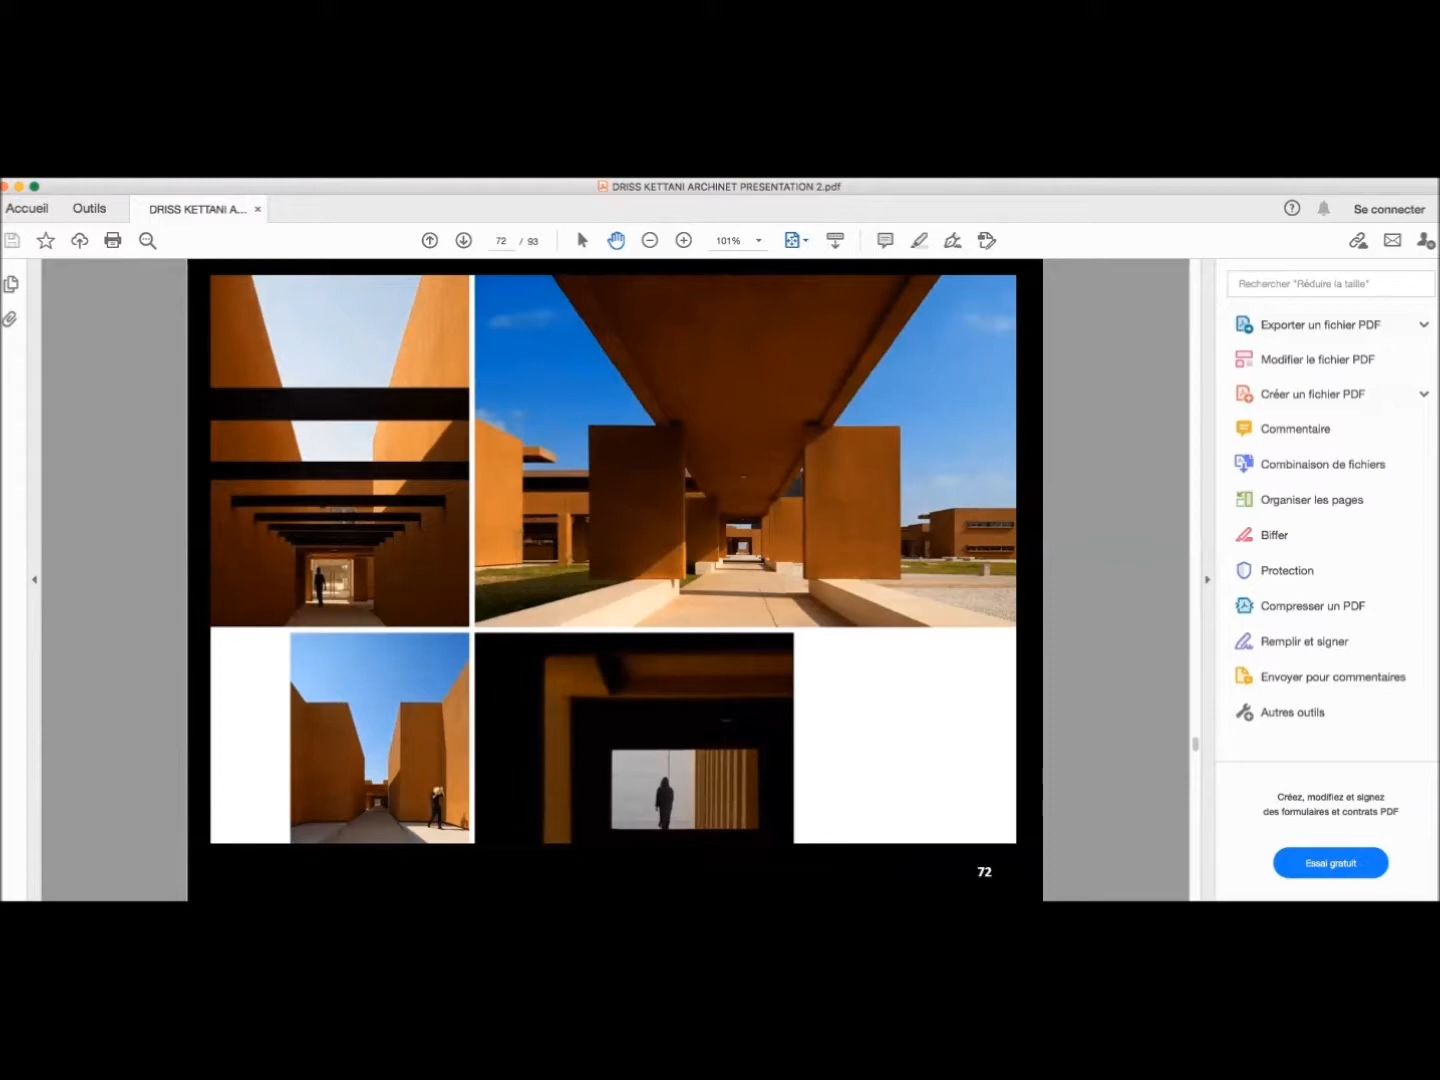 DRISS KETTANI ARCHINET PRESENTATION 2.pdf
Accueil
Outils
DRISS KETTANI A...
Se connecter
72 / 93
101%
Rechercher "Réduire la taille"
Exporter un fichier PDF
Modifier le fichier PDF
Créer un fichier PDF
Commentaire
Combinaison de fichiers
Organiser les pages
Biffer
Protection
Compresser un PDF
Remplir et signer
Envoyer pour commentaires
Autres outils
Créez, modifiez et signez
des formulaires et contrats PDF
Essai gratuit
72